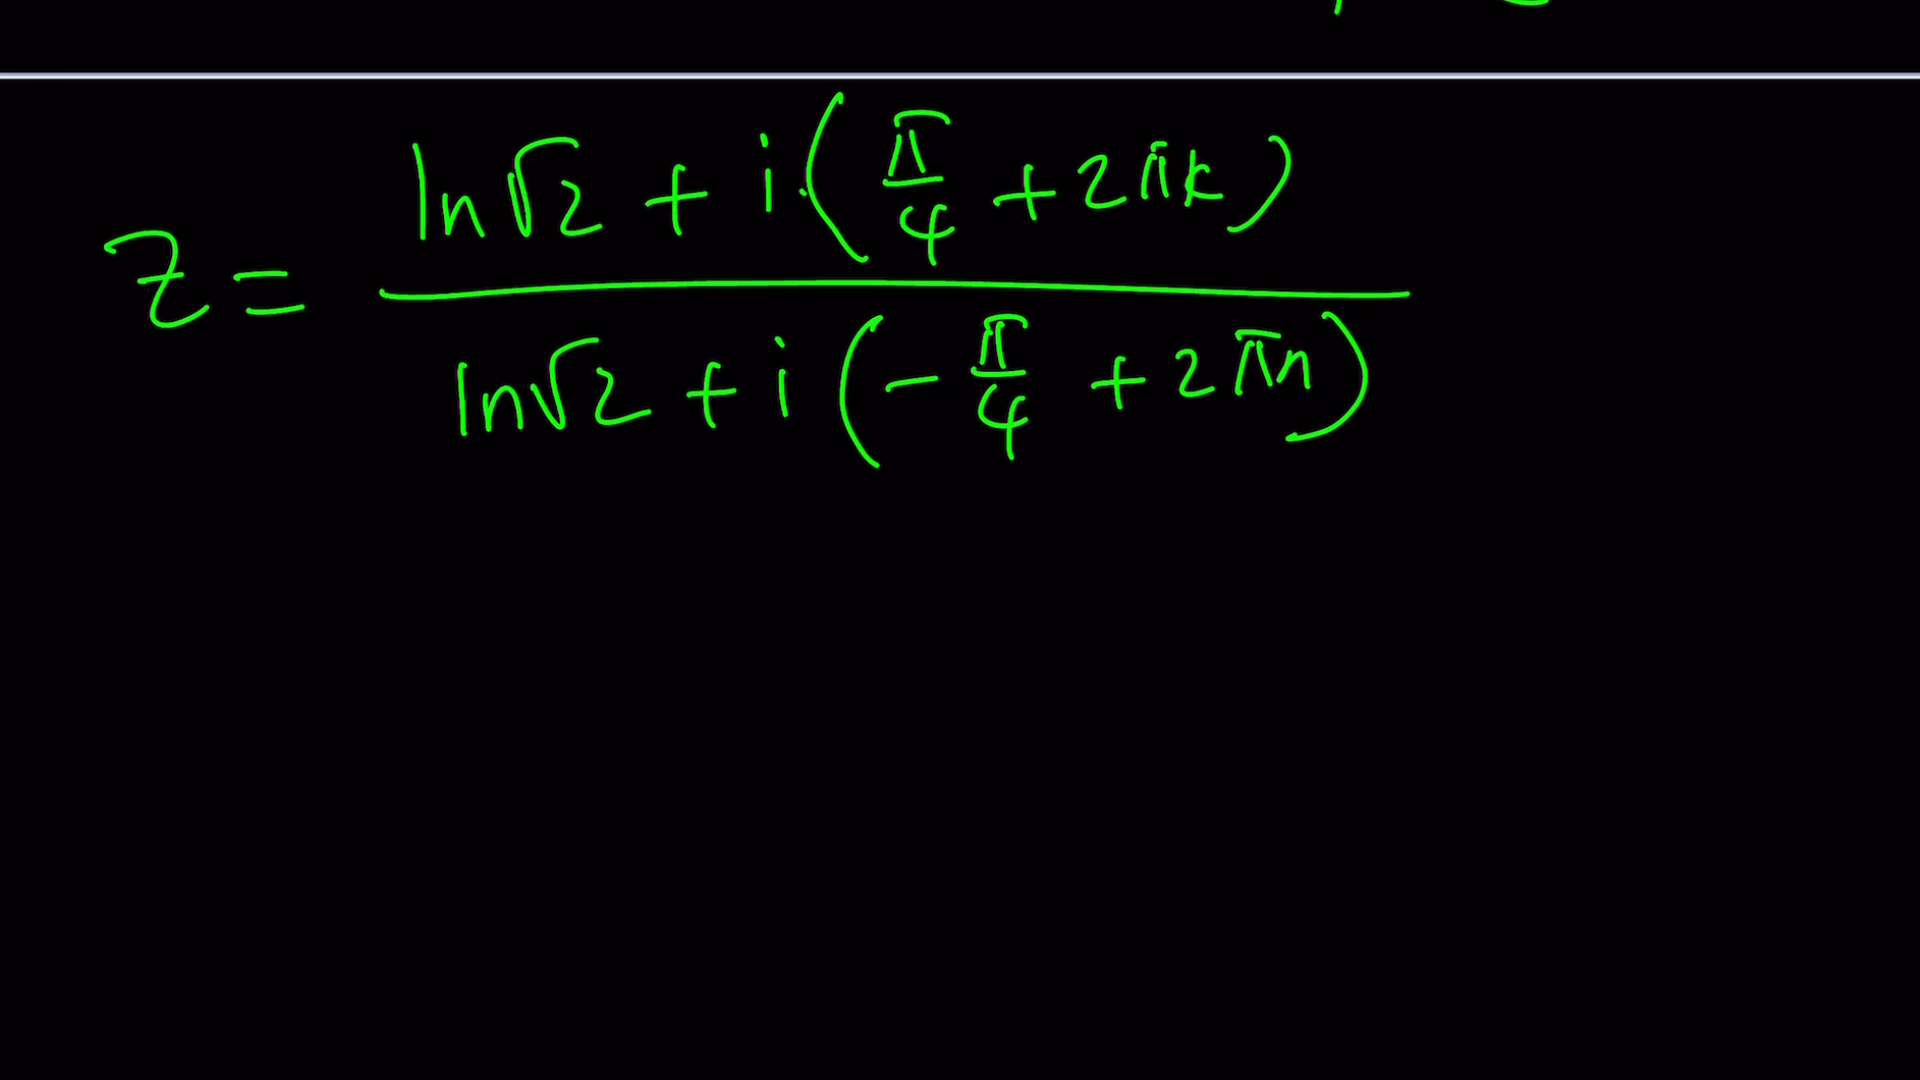 z = (ln√2 + i·(π/4 + 2πk)) / (ln√2 + i(-π/4 + 2πn))